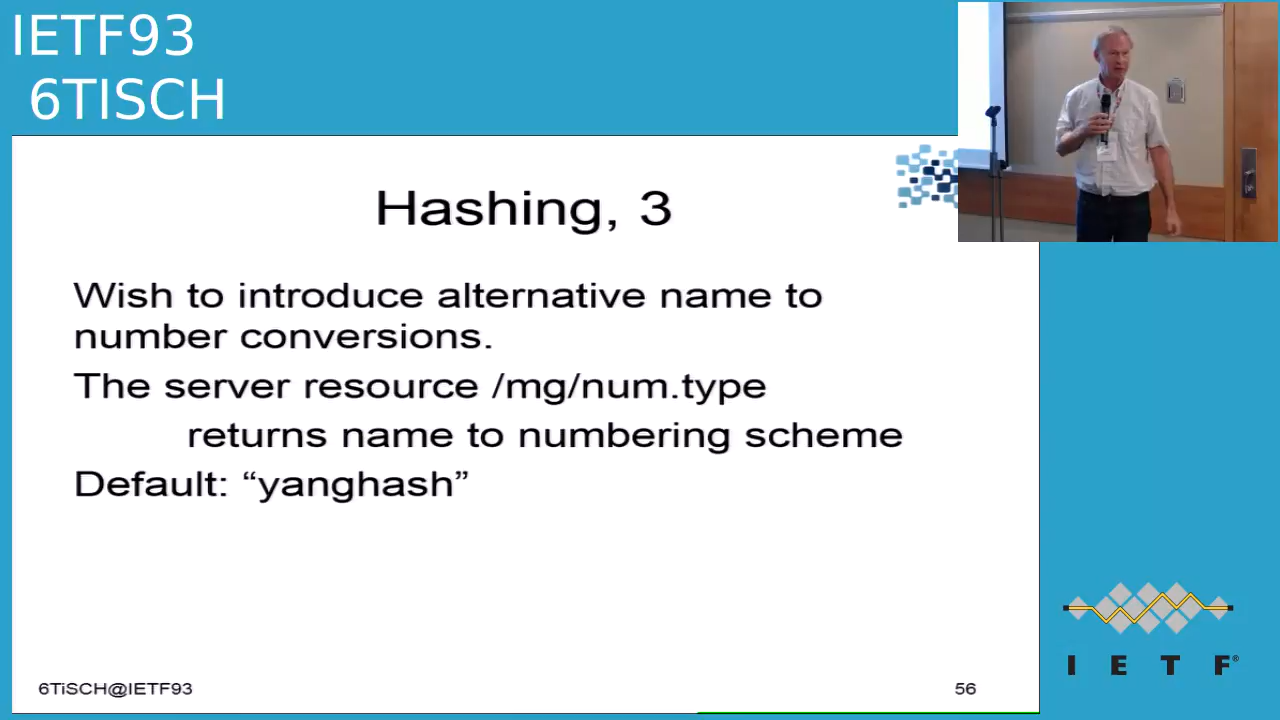 IETF93
6TISCH
Hashing, 3
Wish to introduce alternative name to
number conversions.
The server resource /mg/num.type
returns name to numbering scheme
Default: “yanghash”
6TiSCH@IETF93
56
I E T F®